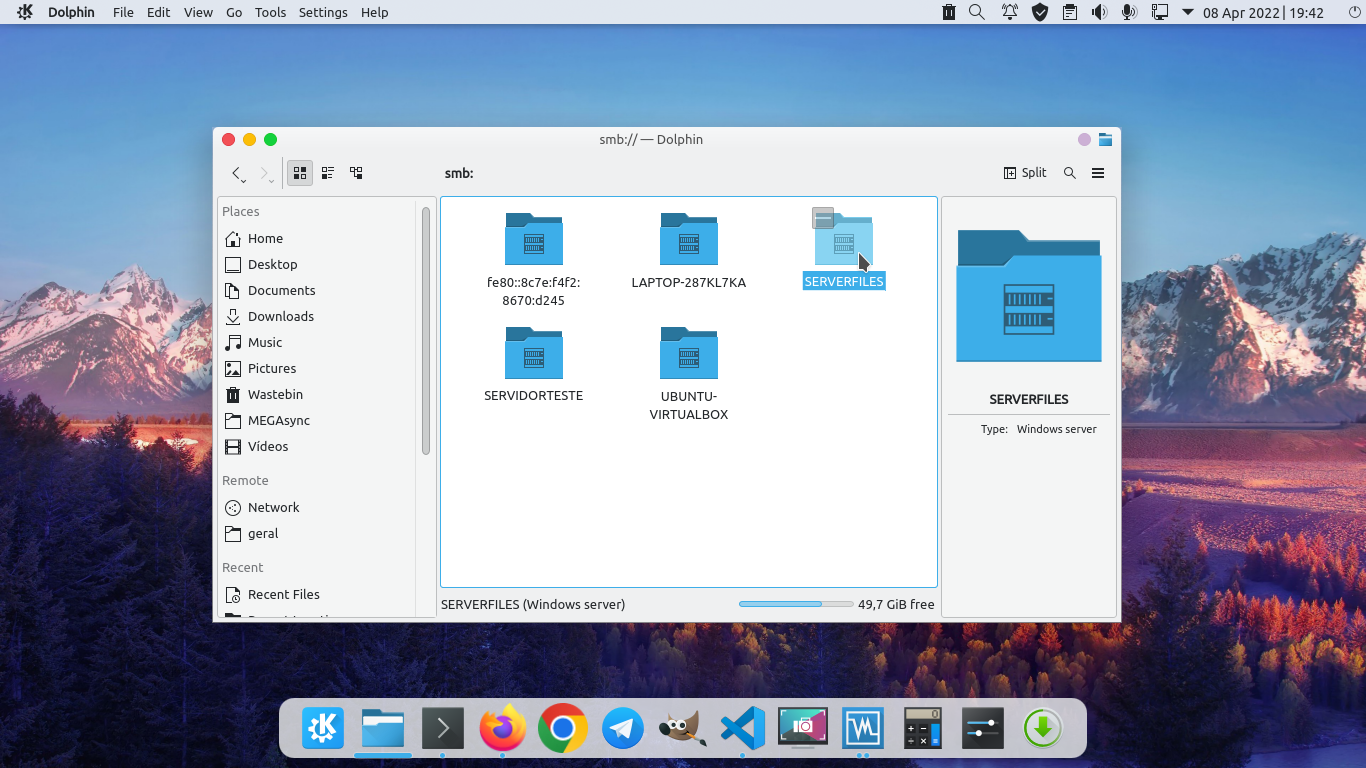 Dolphin File Edit View Go Tools Settings Help 08 Apr 2022 | 19:42
smb:// — Dolphin
smb: Split
Places
Home
Desktop
Documents
Downloads
Music
Pictures
Wastebin
MEGAsync
Vídeos
Remote
Network
geral
Recent
Recent Files
fe80::8c7e:f4f2:
8670:d245
LAPTOP-287KL7KA
SERVERFILES
SERVIDORTESTE
UBUNTU-
VIRTUALBOX
SERVERFILES (Windows server) 49,7 GiB free
SERVERFILES
Type: Windows server
0